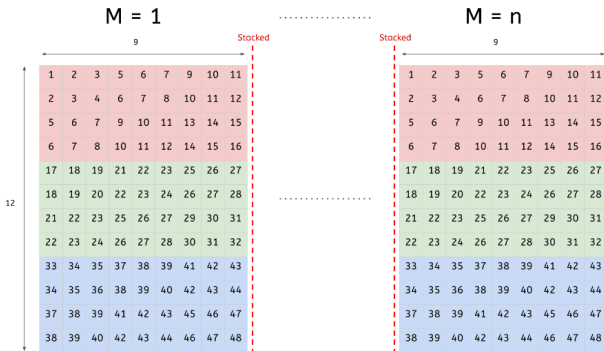 M = 1 M = n
Stacked Stacked
9 9
1 2 3 5 6 7 9 10 11 1 2 3 5 6 7 9 10 11
2 3 4 6 7 8 10 11 12 2 3 4 6 7 8 10 11 12
5 6 7 9 10 11 13 14 15 5 6 7 9 10 11 13 14 15
6 7 8 10 11 12 14 15 16 6 7 8 10 11 12 14 15 16
17 18 19 21 22 23 25 26 27 17 18 19 21 22 23 25 26 27
18 19 20 22 23 24 26 27 28 18 19 20 22 23 24 26 27 28
12
21 22 23 25 26 27 29 30 31 21 22 23 25 26 27 29 30 31
22 23 24 26 27 28 30 31 32 22 23 24 26 27 28 30 31 32
33 34 35 37 38 39 41 42 43 33 34 35 37 38 39 41 42 43
34 35 36 38 39 40 42 43 44 34 35 36 38 39 40 42 43 44
37 38 39 41 42 43 45 46 47 37 38 39 41 42 43 45 46 47
38 39 40 42 43 44 46 47 48 38 39 40 42 43 44 46 47 48